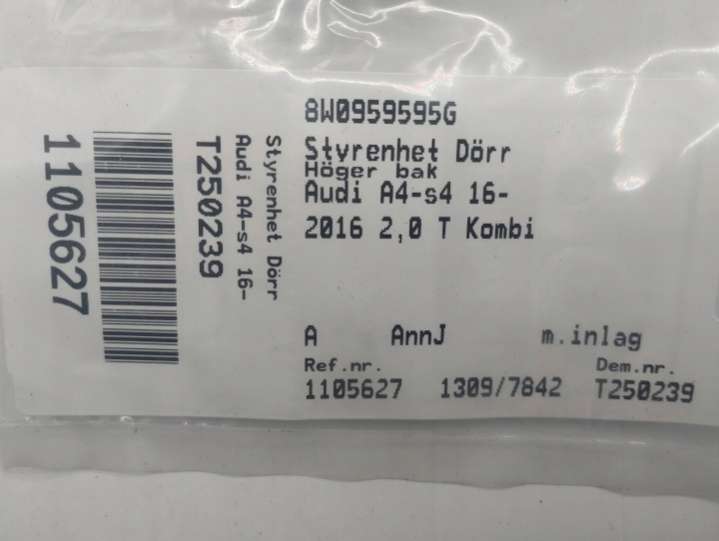 8W0959595G
Styrenhet Dörr
Höger bak
Audi A4-s4 16-
2016 2,0 T Kombi
A AnnJ m.inlag
Ref.nr. Dem.nr.
1105627 1309/7842 T250239
Styrenhet Dörr
Audi A4-s4 16-
T250239
1105627